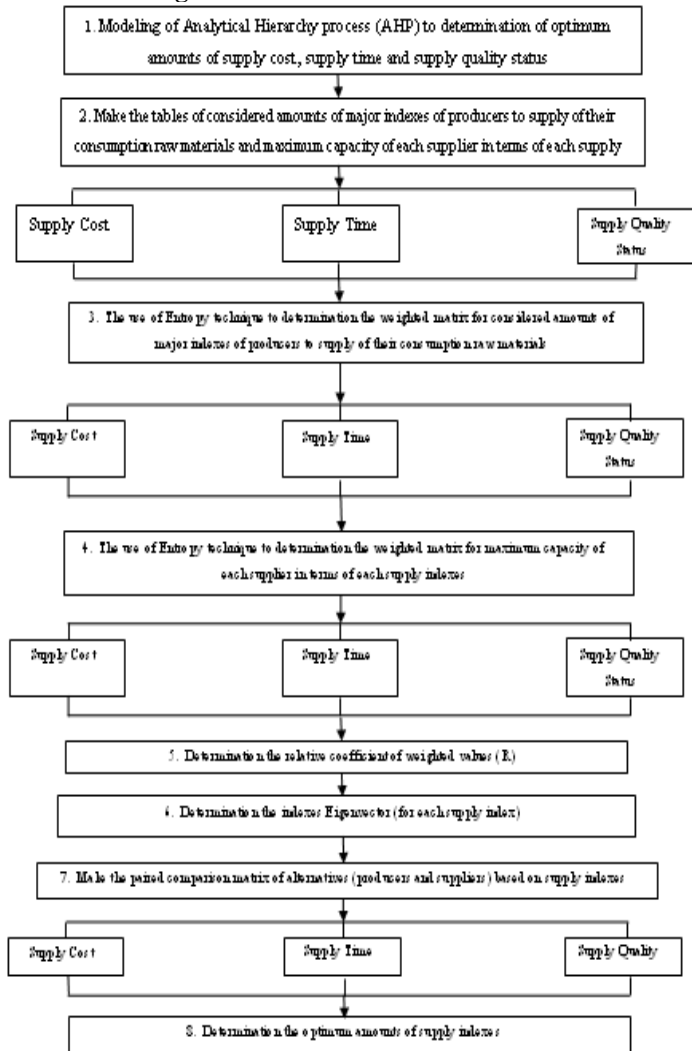 1. Modeling of Analytical Hierarchy process (AHP) to determination of optimum
amounts of supply cost, supply time and supply quality status
2. Make the tables of considered amounts of major indexes of producers to supply of their
consumption raw materials and maximum capacity of each supplier in terms of each supply
Supply Cost
Supply Time
Supply Quality
Status
3. The use of Entropy technique to determination the weighted matrix for considered amounts of
major indexes of producers to supply of their consumption raw materials
Supply Cost
Supply Time
Supply Quality
Status
4. The use of Entropy technique to determination the weighted matrix for maximum capacity of
each supplier in terms of each supply indexes
Supply Cost
Supply Time
Supply Quality
Status
5. Determination the relative coefficient of weighted values (R)
6. Determination the indexes Eigenvector (for each supply index)
7. Make the paired comparison matrix of alternatives (producers and suppliers) based on supply indexes
Supply Cost
Supply Time
Supply Quality
8. Determination the optimum amounts of supply indexes